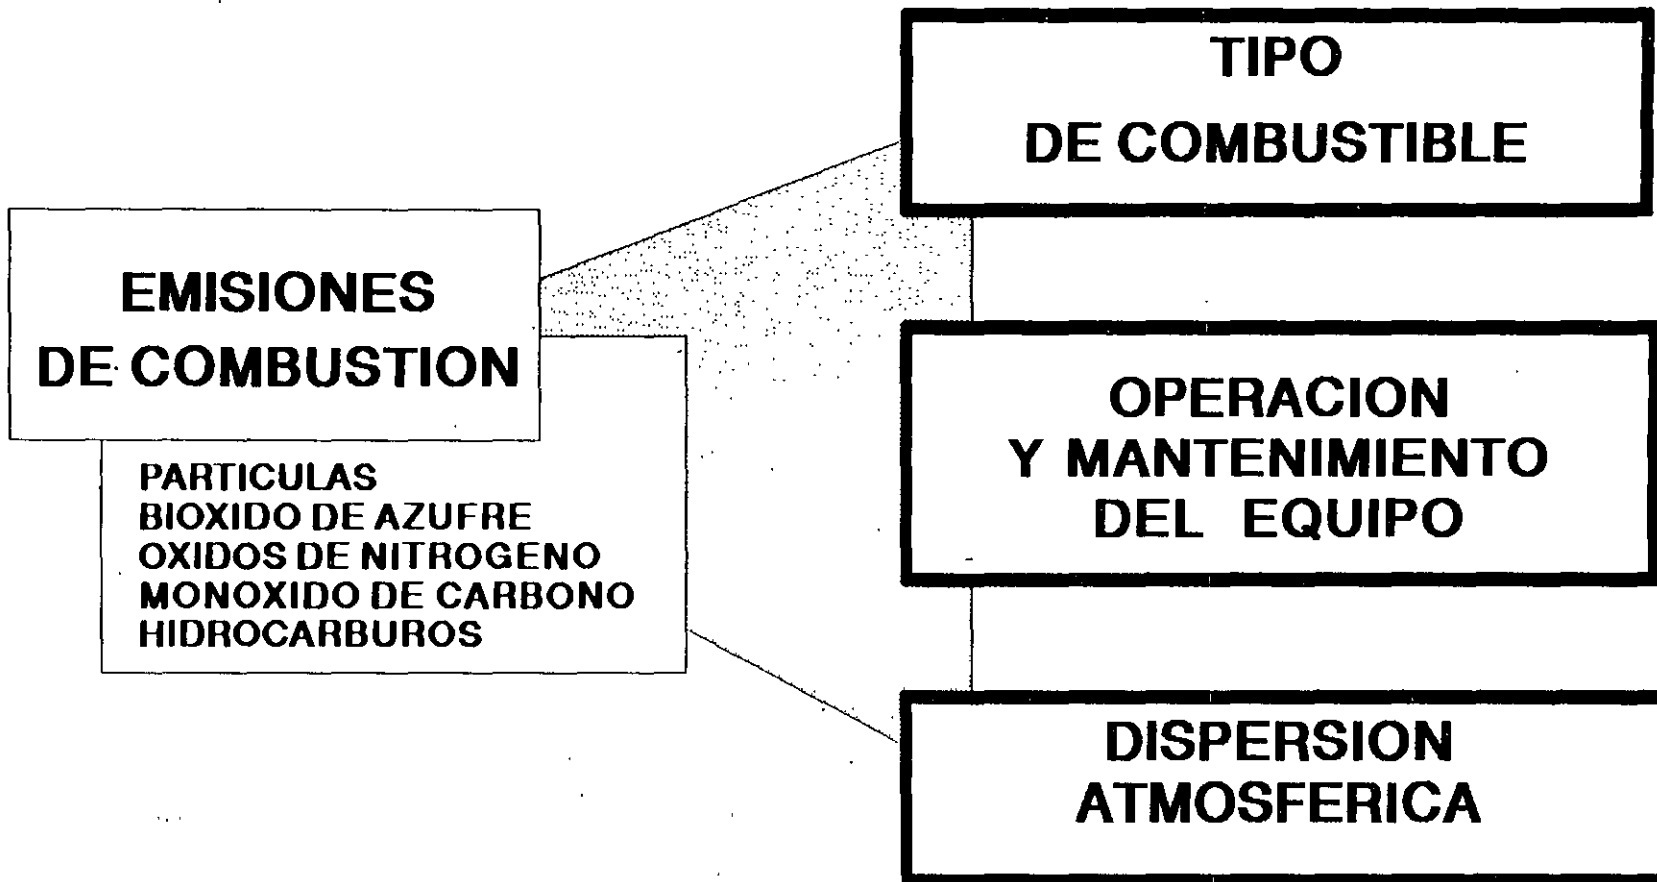 EMISIONES
DE COMBUSTION
PARTICULAS
BIOXIDO DE AZUFRE
OXIDOS DE NITROGENO
MONOXIDO DE CARBONO
HIDROCARBUROS
TIPO
DE COMBUSTIBLE
OPERACION
Y MANTENIMIENTO
DEL EQUIPO
DISPERSION
ATMOSFERICA